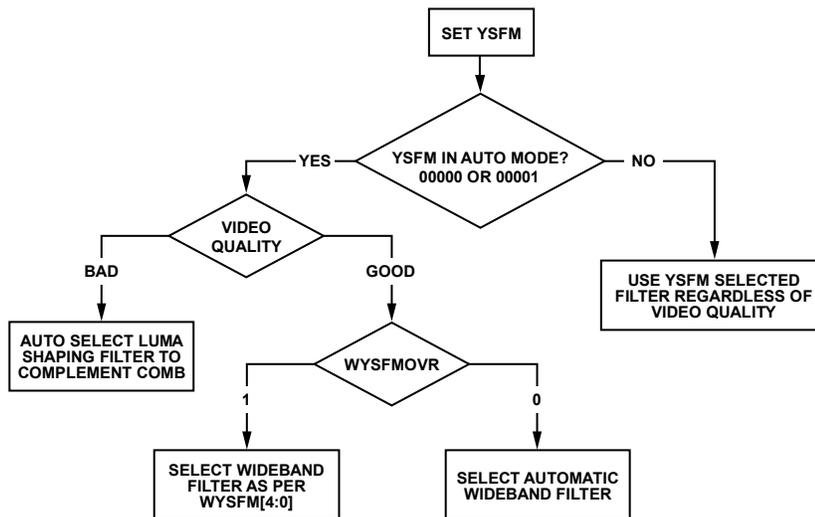 SET YSFM
YSFM IN AUTO MODE?
00000 OR 00001
YES
NO
VIDEO
QUALITY
BAD
GOOD
USE YSFM SELECTED
FILTER REGARDLESS OF
VIDEO QUALITY
AUTO SELECT LUMA
SHAPING FILTER TO
COMPLEMENT COMB
WYSFMOVR
1
0
SELECT WIDEBAND
FILTER AS PER
WYSFM[4:0]
SELECT AUTOMATIC
WIDEBAND FILTER